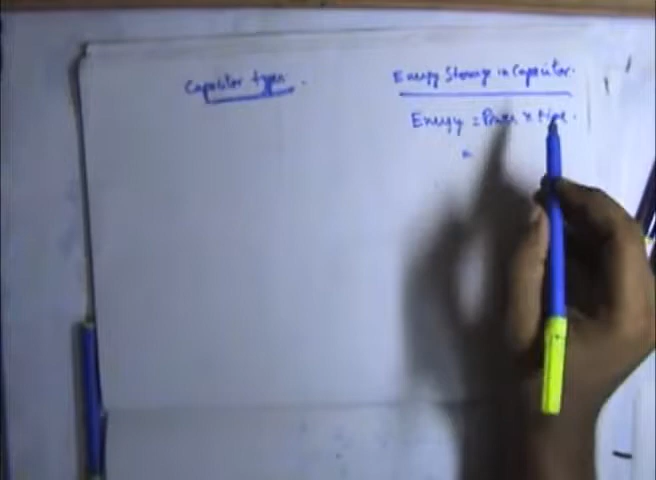 Capacitor types.
Energy Storage in Capacitor.
Energy = Power x time.
=